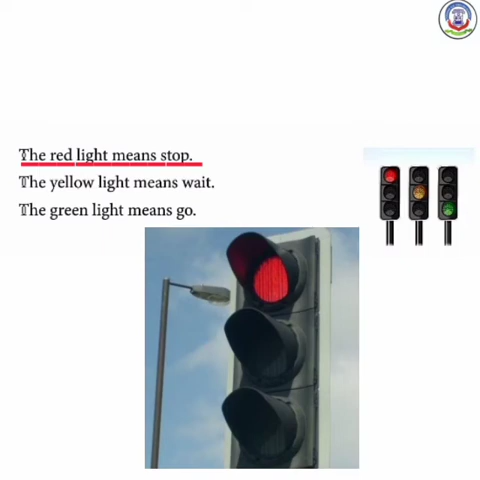 The red light means stop.
The yellow light means wait.
The green light means go.